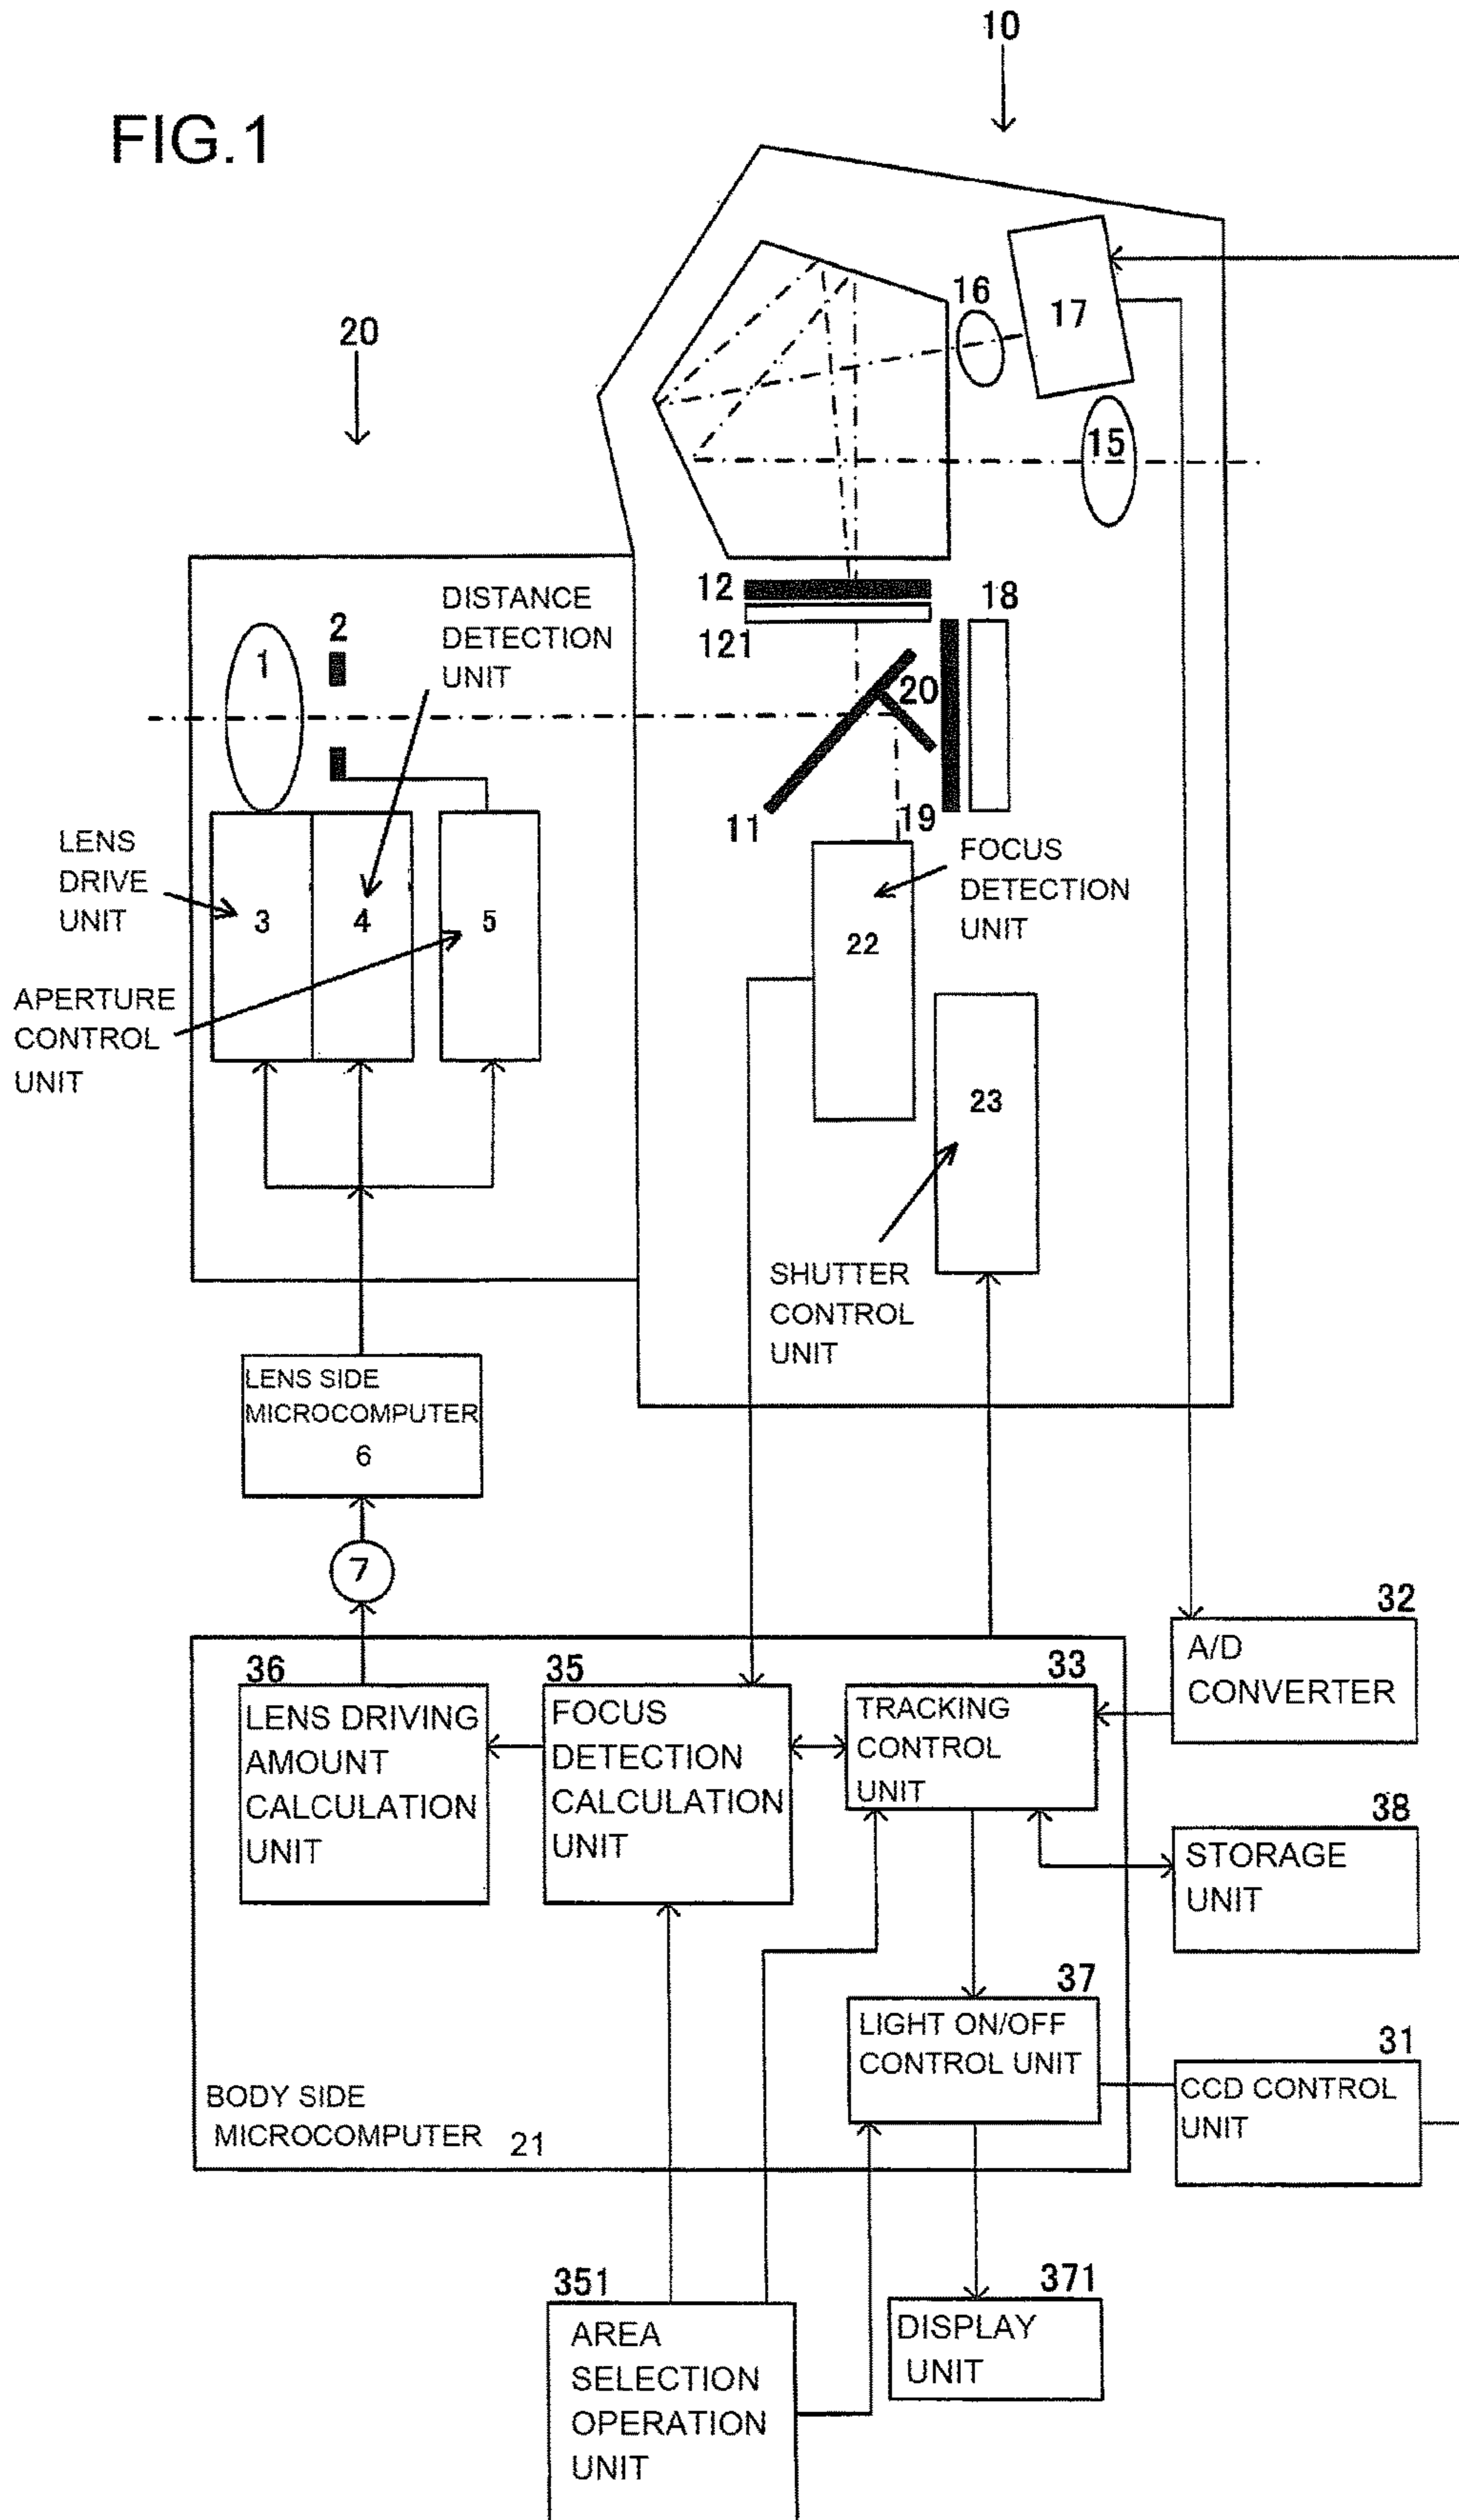 10
FIG.1
20
16
17
15
12
121
18
DISTANCE
DETECTION
UNIT
2
1
20
11
19
LENS
DRIVE
UNIT
3
4
5
FOCUS
DETECTION
UNIT
22
APERTURE
CONTROL
UNIT
23
SHUTTER
CONTROL
UNIT
LENS SIDE
MICROCOMPUTER
6
7
32
A/D
CONVERTER
36
LENS DRIVING
AMOUNT
CALCULATION
UNIT
35
FOCUS
DETECTION
CALCULATION
UNIT
33
TRACKING
CONTROL
UNIT
38
STORAGE
UNIT
37
LIGHT ON/OFF
CONTROL UNIT
31
CCD CONTROL
UNIT
BODY SIDE
MICROCOMPUTER 21
351
AREA
SELECTION
OPERATION
UNIT
371
DISPLAY
UNIT